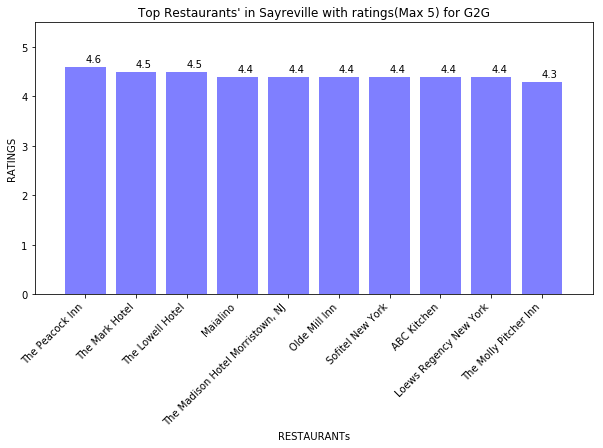 Top Restaurants' in Sayreville with ratings(Max 5) for G2G
RATINGS
5
4
3
2
1
0
4.6
4.5
4.5
4.4
4.4
4.4
4.4
4.4
4.4
4.3
The Peacock Inn
The Mark Hotel
The Lowell Hotel
Maialino
The Madison Hotel Morristown, NJ
Olde Mill Inn
Sofitel New York
ABC Kitchen
Loews Regency New York
The Molly Pitcher Inn
RESTAURANTs